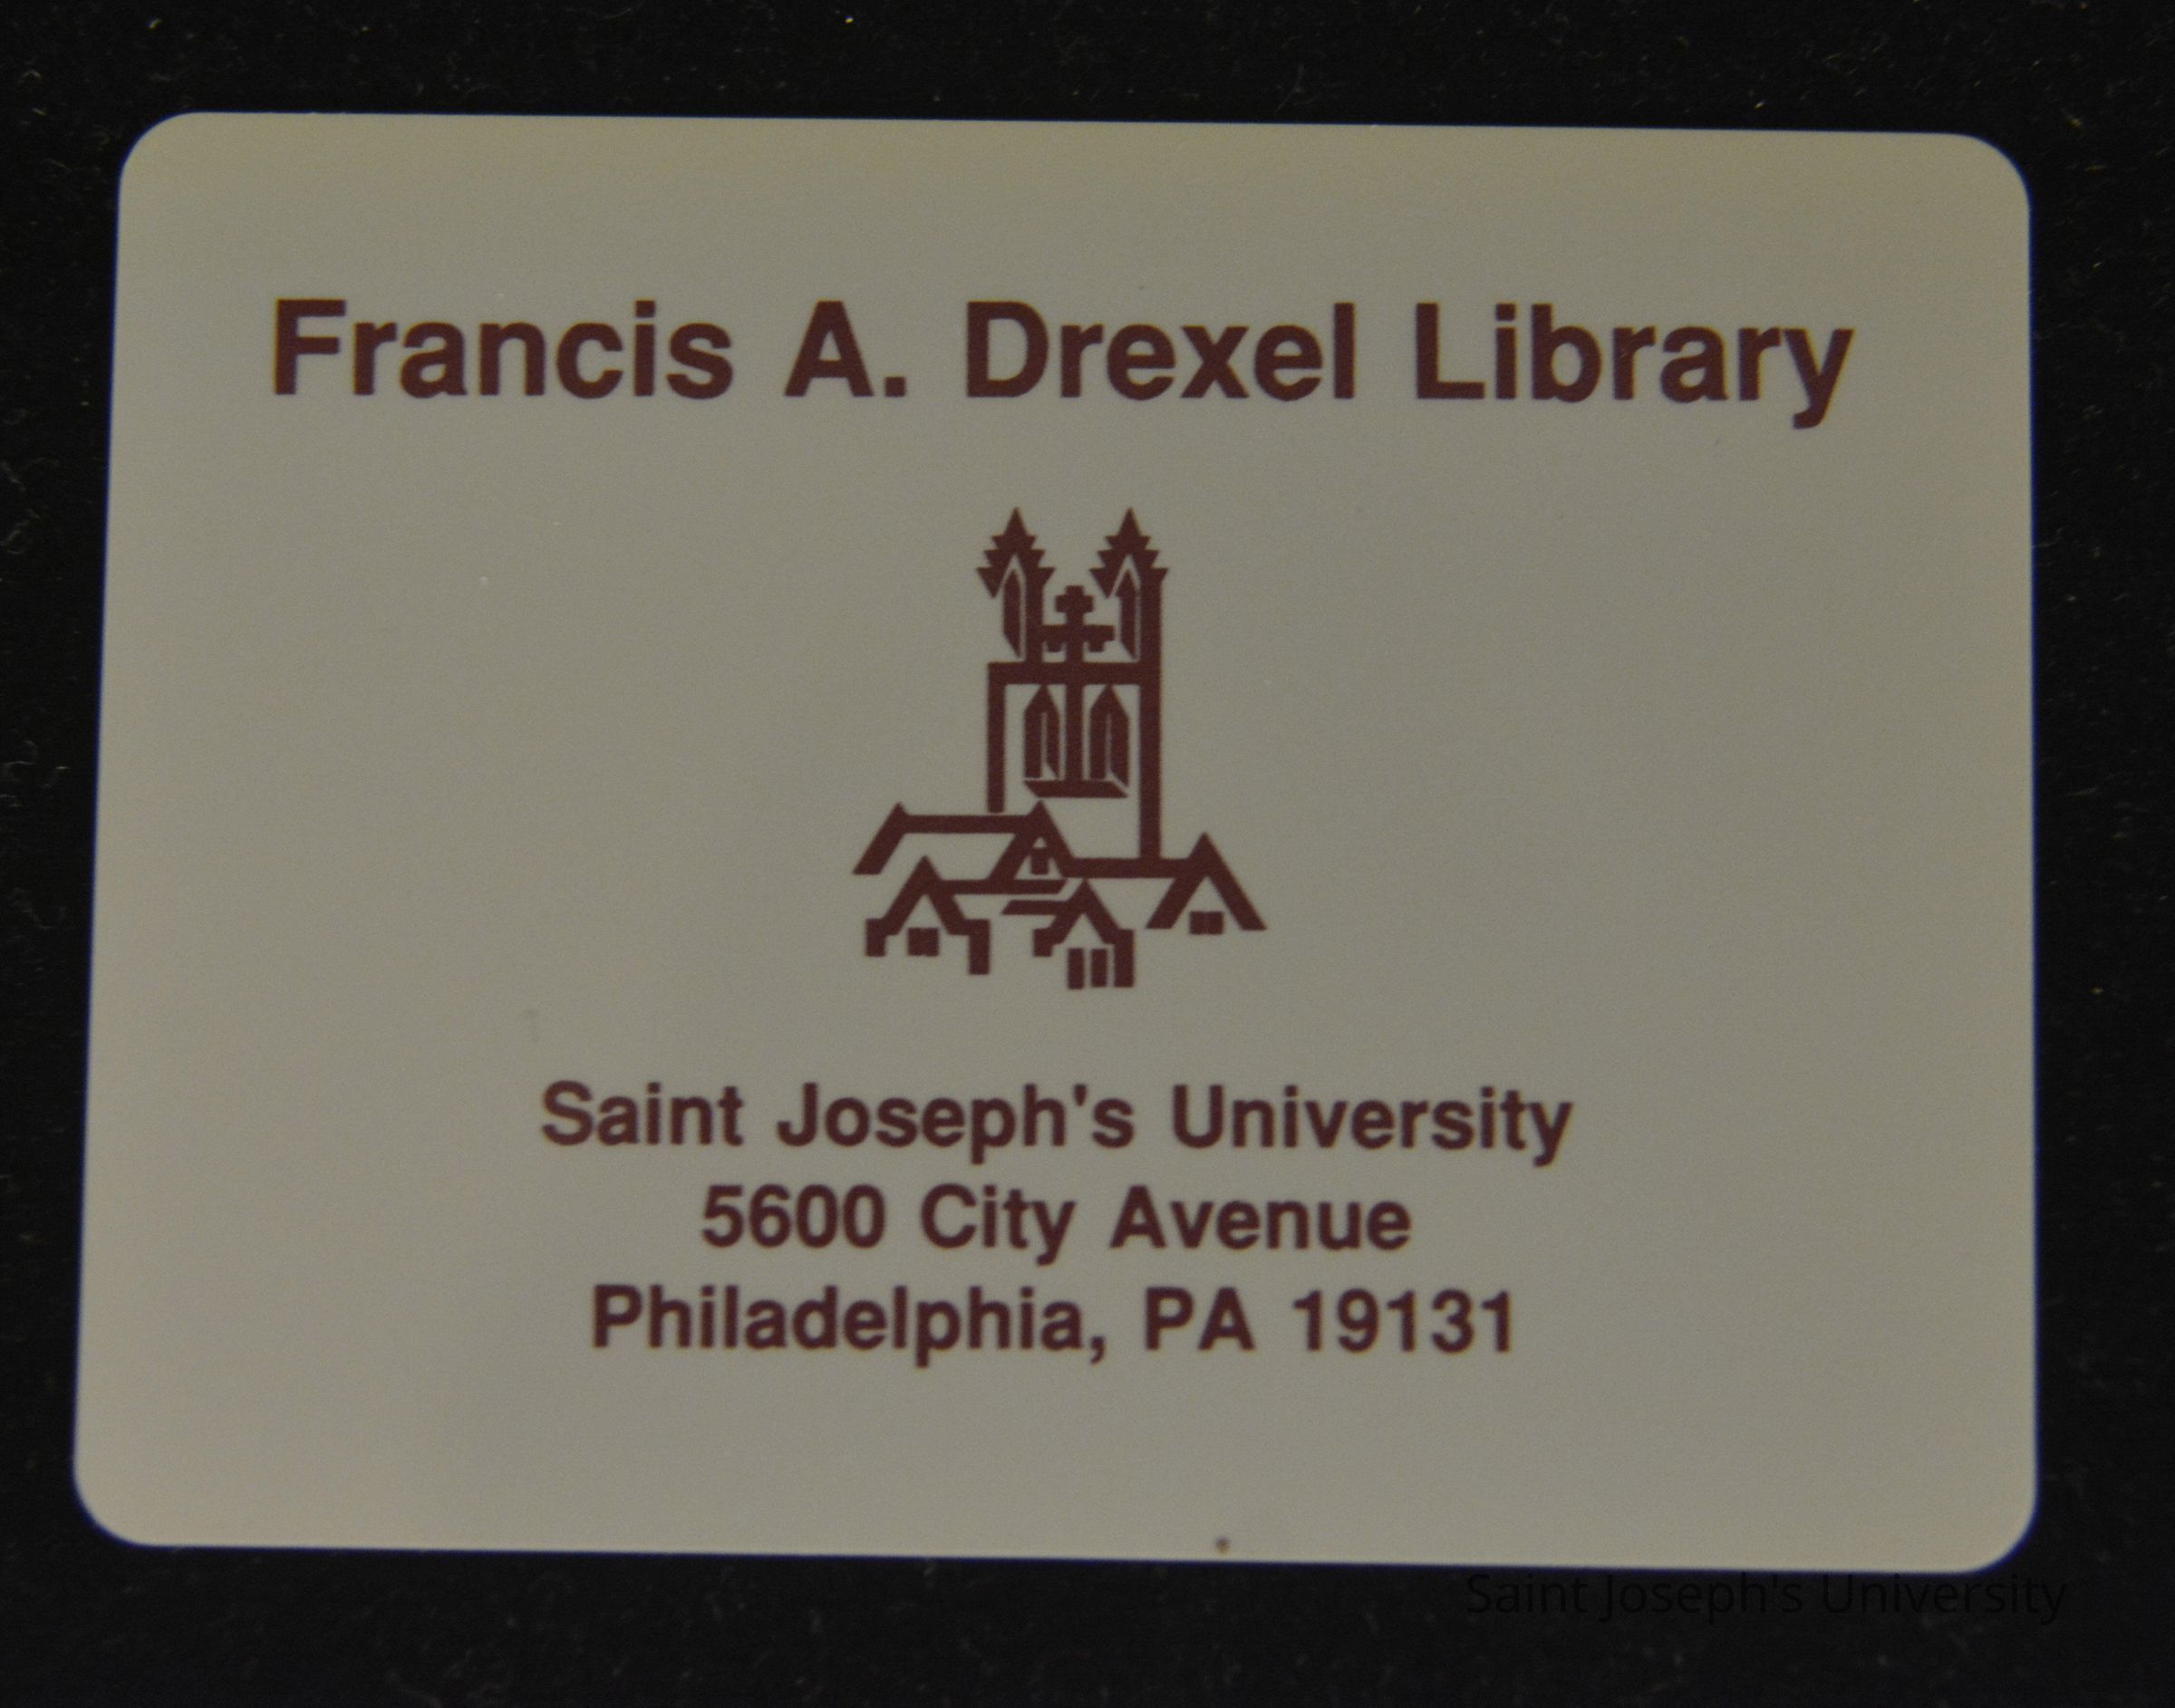 Francis A. Drexel Library
Saint Joseph's University
5600 City Avenue
Philadelphia, PA 19131
Saint Joseph's University